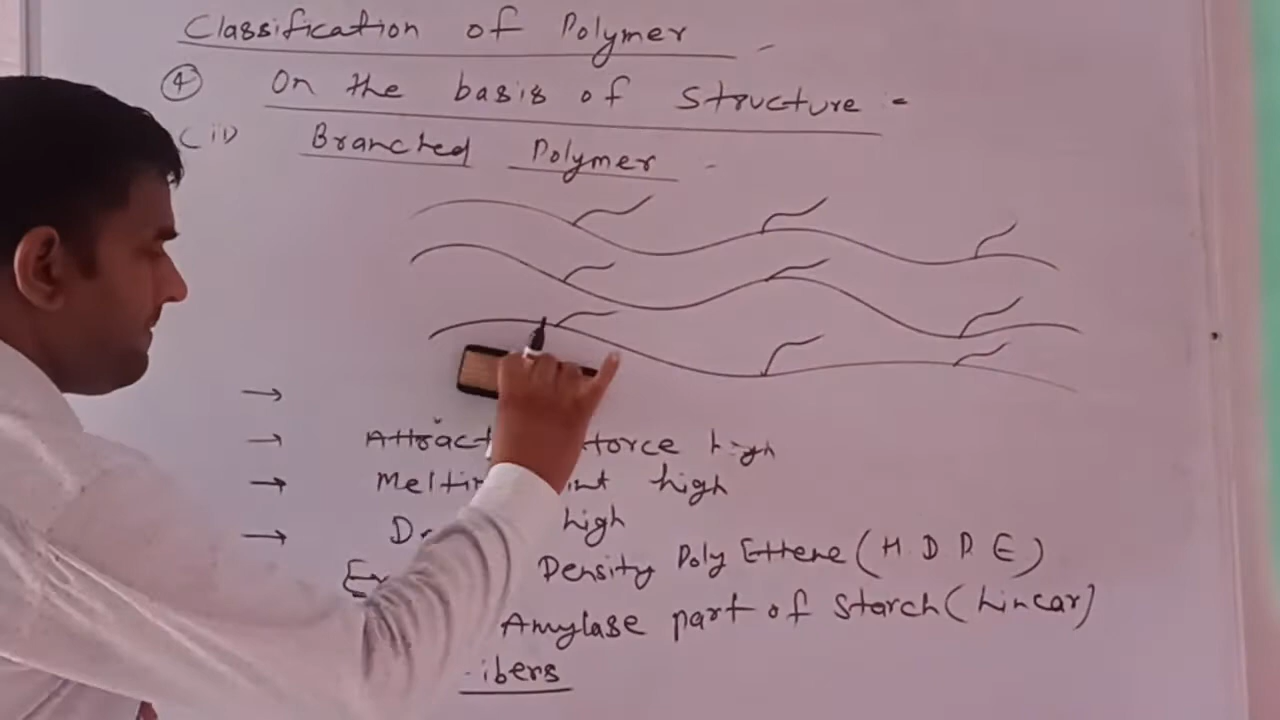 Classification of Polymer -
④ On the basis of Structure -
(ii) Branched Polymer -
→
→ Attract force high
→ Melti int high
→ D high
Ex Density Poly Ethene (H.D.P.E)
Amylase part of Starch (Linear)
ibers